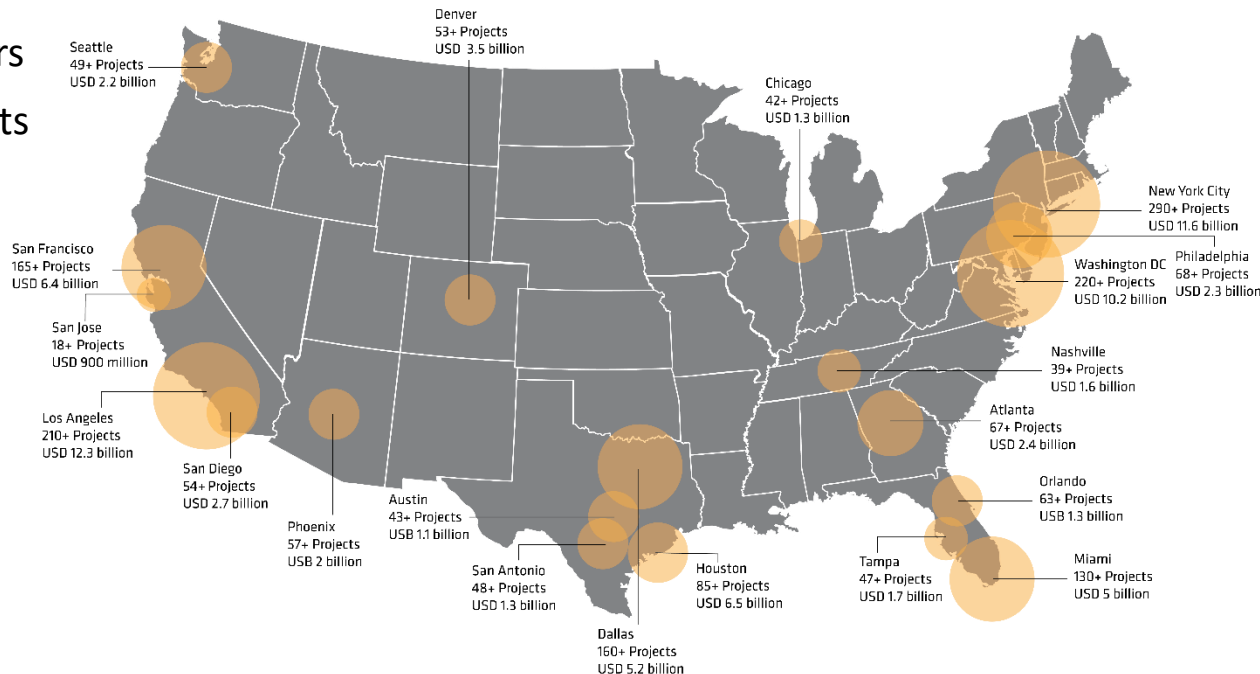 rs
ts
Seattle
49+ Projects
USD 2.2 billion
Denver
53+ Projects
USD 3.5 billion
Chicago
42+ Projects
USD 1.3 billion
New York City
290+ Projects
USD 11.6 billion
Philadelphia
68+ Projects
USD 2.3 billion
Washington DC
220+ Projects
USD 10.2 billion
San Francisco
165+ Projects
USD 6.4 billion
San Jose
18+ Projects
USD 900 million
Los Angeles
210+ Projects
USD 12.3 billion
San Diego
54+ Projects
USD 2.7 billion
Phoenix
57+ Projects
USB 2 billion
Austin
43+ Projects
USB 1.1 billion
San Antonio
48+ Projects
USD 1.3 billion
Dallas
160+ Projects
USD 5.2 billion
Houston
85+ Projects
USD 6.5 billion
Nashville
39+ Projects
USD 1.6 billion
Atlanta
67+ Projects
USD 2.4 billion
Orlando
63+ Projects
USB 1.3 billion
Tampa
47+ Projects
USD 1.7 billion
Miami
130+ Projects
USD 5 billion